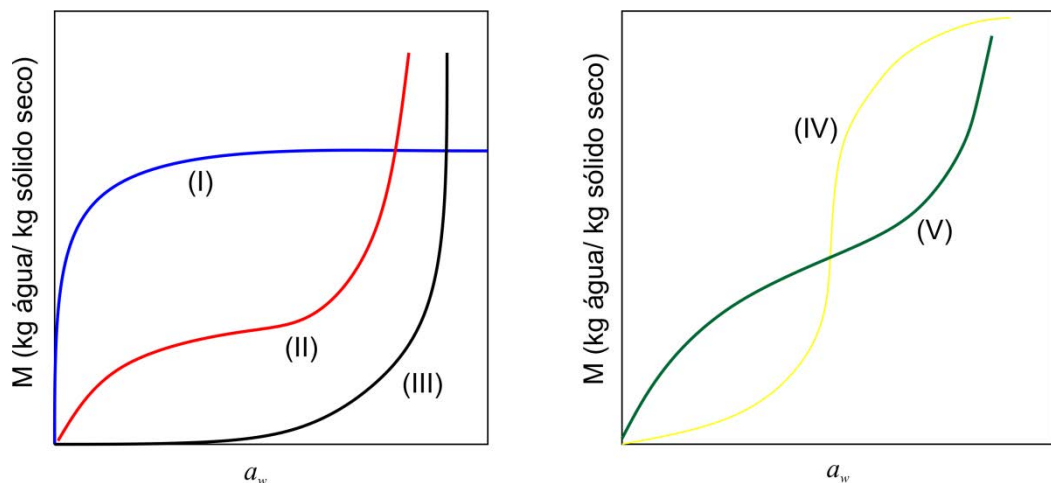 M (kg água/ kg sólido seco)
(I)
(II)
(III)
a_w
M (kg água/ kg sólido seco)
(IV)
(V)
a_w